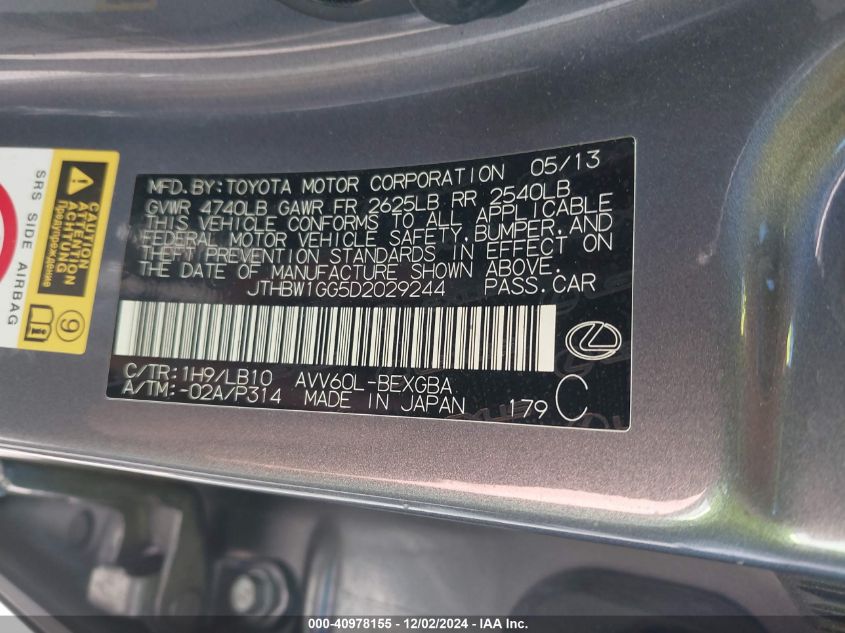 MFD.BY:TOYOTA MOTOR CORPORATION 05/13
GVWR 4740LB GAWR FR 2625LB RR 2540LB
THIS VEHICLE CONFORMS TO ALL APPLICABLE
FEDERAL MOTOR VEHICLE SAFETY,BUMPER,AND
THEFT PREVENTION STANDARDS IN EFFECT ON
THE DATE OF MANUFACTURE SHOWN ABOVE.
JTHBW1GG5D2029244 PASS.CAR
C/TR:1H9/LB10 AVV60L-BEXGBA
A/TM:-02A/P314 MADE IN JAPAN 179 C
SRS SIDE AIRBAG
CAUTION
ATTENTION
ACHTUNG
Предупреждение
9
000-40978155 - 12/02/2024 - IAA Inc.